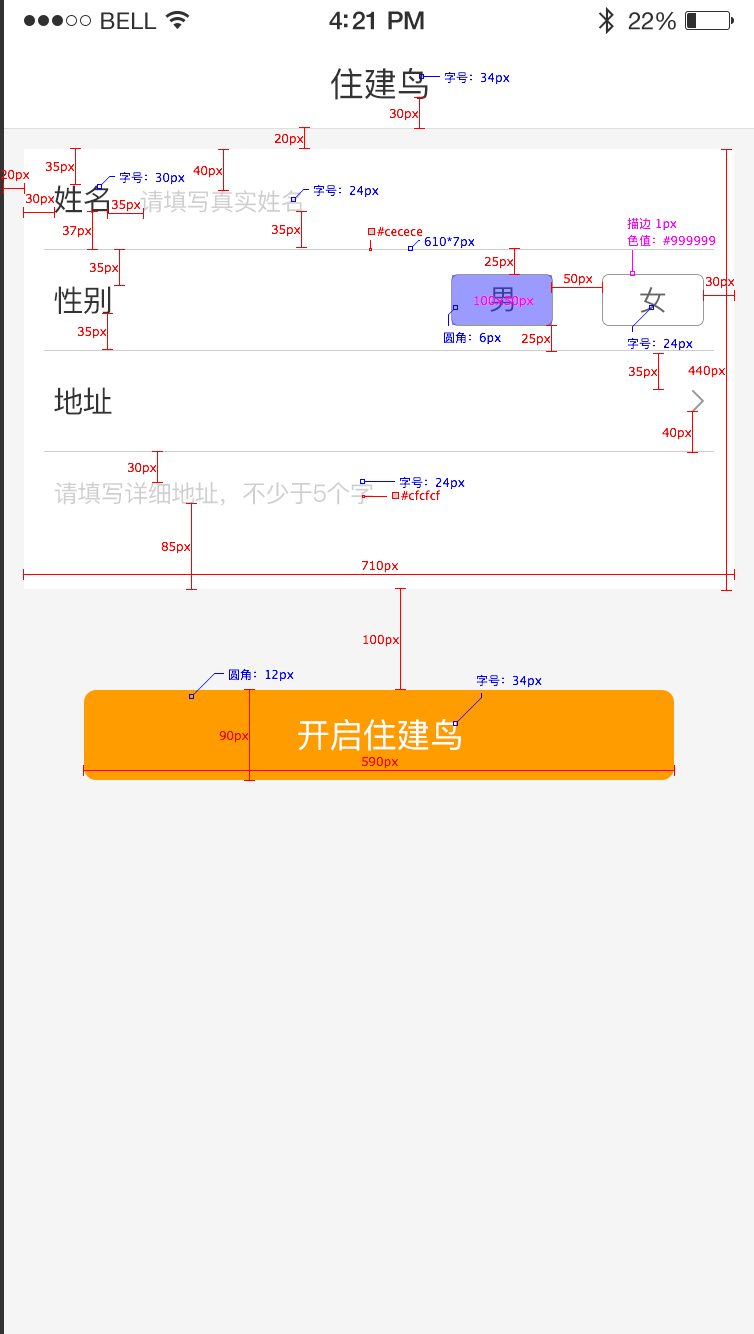 BELL 4:21 PM 22%
住建鸟 字号：34px
30px
20px
35px 40px
20px 字号：30px
姓名 请填写真实姓名 字号：24px
30px 35px
37px 35px #cecece
610*7px
描边 1px
色值：#999999
35px 25px
50px 30px
性别 男 女
100*50px
35px 圆角：6px 25px 字号：24px
35px 440px
地址
40px
30px
请填写详细地址，不少于5个字 字号：24px
#cfcfcf
85px
710px
100px
圆角：12px 字号：34px
90px 开启住建鸟
590px